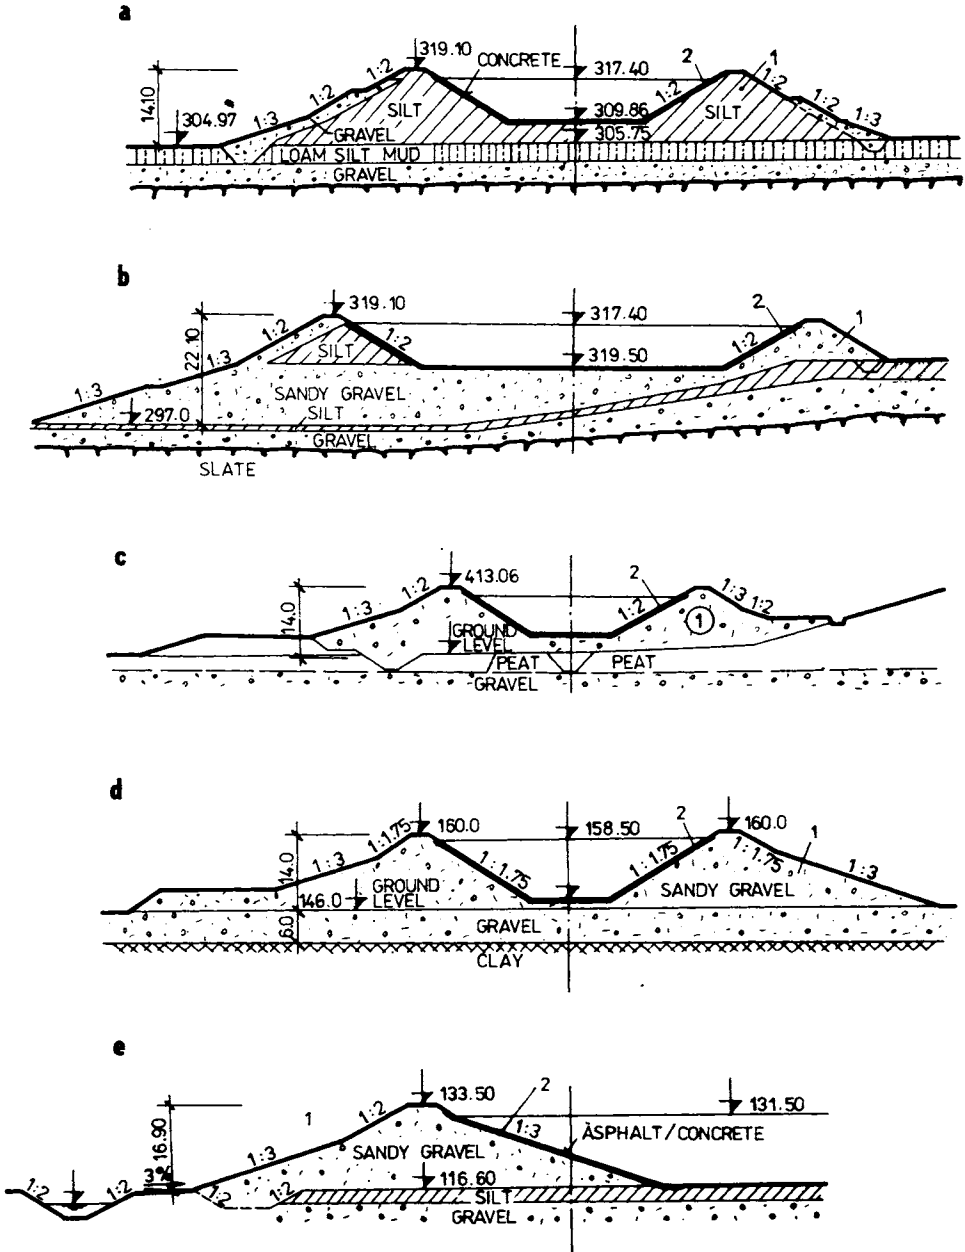 a
319.10
CONCRETE
2
1
317.40
1:2
1:2
1:2
1:2
14.10
304.97
1:3
SILT
309.86
SILT
1:2
1:3
GRAVEL
305.75
LOAM SILT MUD
GRAVEL
b
319.10
317.40
2
1
1:2
1:2
1:2
22.10
1:3
SILT
319.50
1:3
SANDY GRAVEL
297.0
SILT
GRAVEL
SLATE
c
413.06
2
1:2
1:3
1:3
1:2
1:2
14.0
GROUND
LEVEL
1
PEAT
PEAT
GRAVEL
d
160.0
158.50
2
160.0
1
1:1.75
1:1.75
1:1.75
1:1.75
14.0
1:3
1:3
GROUND
LEVEL
SANDY GRAVEL
146.0
6.0
GRAVEL
CLAY
e
133.50
2
131.50
1
1:2
1:3
ASPHALT/CONCRETE
16.90
1:3
SANDY GRAVEL
3%
116.60
1:2
1:2
1:2
1:2
SILT
GRAVEL